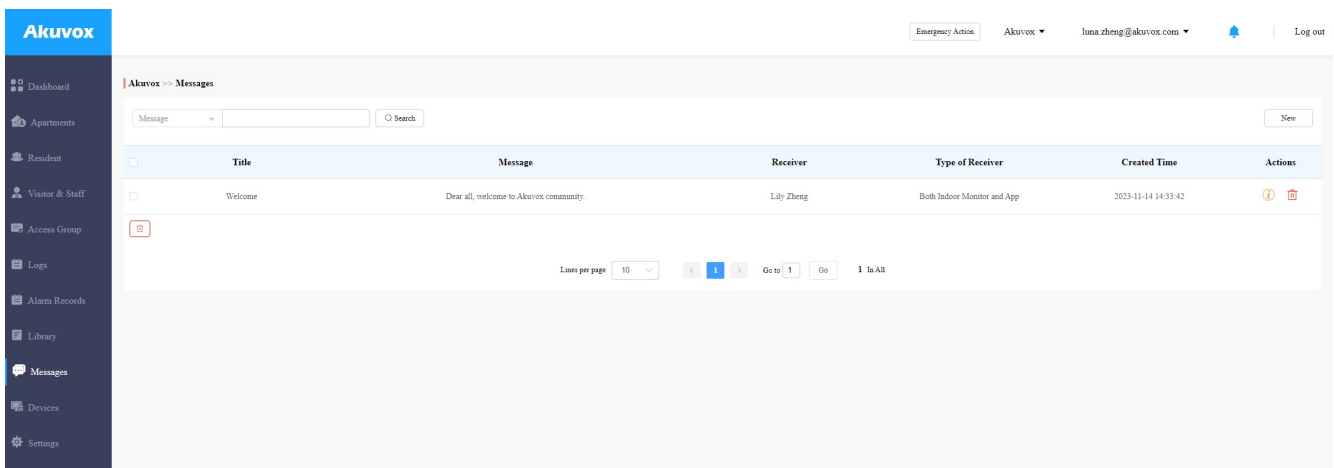 Akuvox
Emergency Action
Akuvox
luna.zheng@akuvox.com
Log out
Dashboard
Apartments
Resident
Visitor & Staff
Access Group
Logs
Alarm Records
Library
Messages
Devices
Settings
Akuvox >> Messages
Message
Search
New
Title Message Receiver Type of Receiver Created Time Actions
Welcome Dear all, welcome to Akuvox community. Lily Zheng Both Indoor Monitor and App 2023-11-14 14:33:42
Lines per page 10 < 1 > Go to 1 Go 1 In All